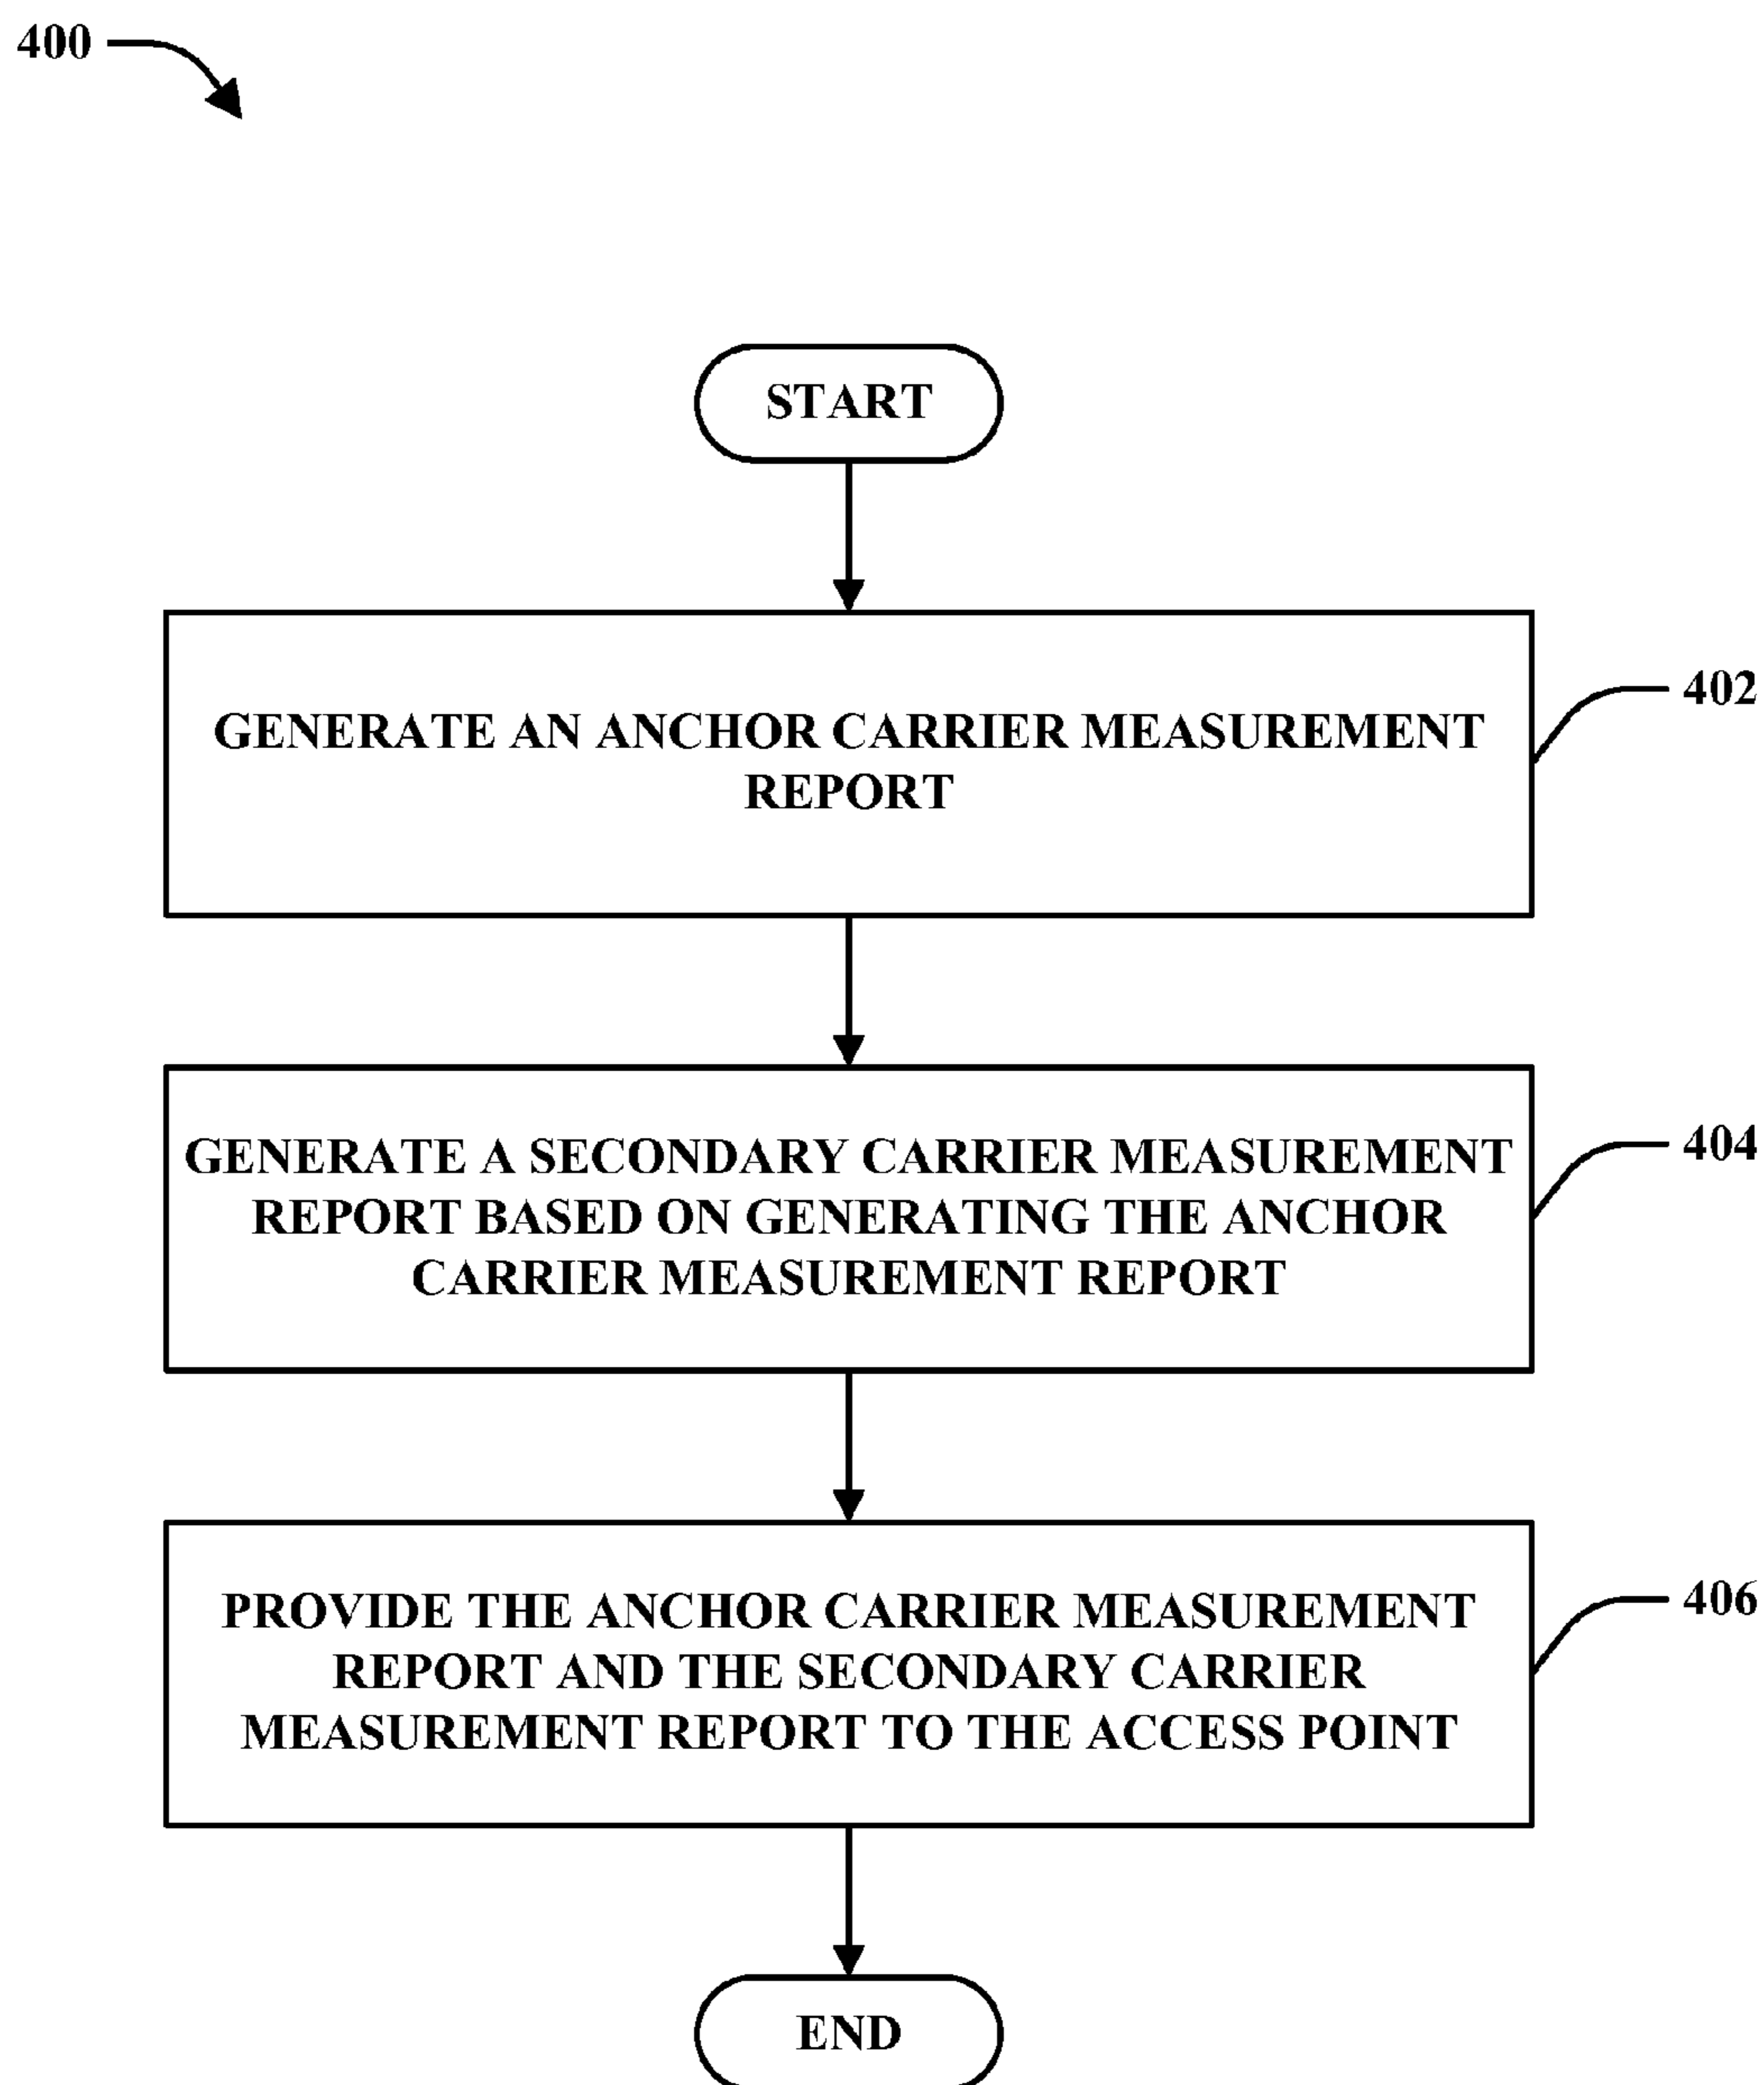 400
START
GENERATE AN ANCHOR CARRIER MEASUREMENT
REPORT
402
GENERATE A SECONDARY CARRIER MEASUREMENT
REPORT BASED ON GENERATING THE ANCHOR
CARRIER MEASUREMENT REPORT
404
PROVIDE THE ANCHOR CARRIER MEASUREMENT
REPORT AND THE SECONDARY CARRIER
MEASUREMENT REPORT TO THE ACCESS POINT
406
END